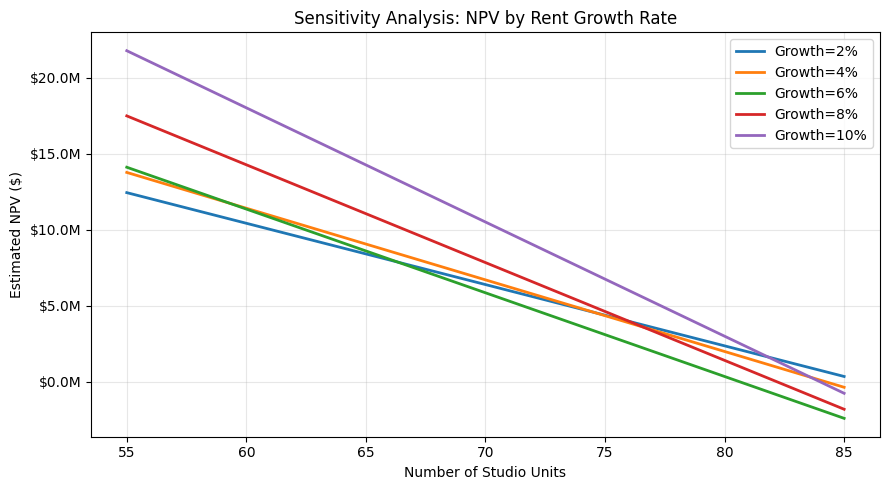 Sensitivity Analysis: NPV by Rent Growth Rate
Growth=2%
Growth=4%
Growth=6%
Growth=8%
Growth=10%
Estimated NPV ($)
$20.0M
$15.0M
$10.0M
$5.0M
$0.0M
55 60 65 70 75 80 85
Number of Studio Units